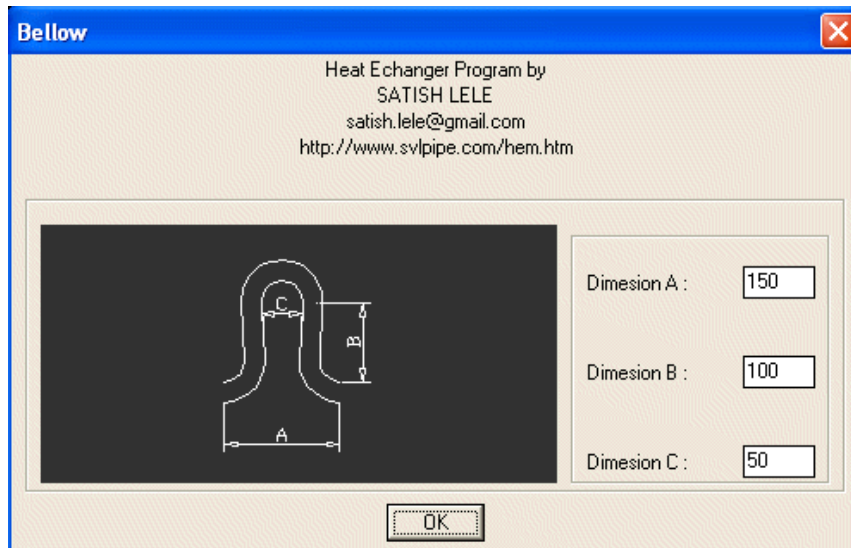 Bellow
Heat Echanger Program by
SATISH LELE
satish.lele@gmail.com
http://www.svlpipe.com/hem.htm
C
B
A
Dimesion A : 150
Dimesion B : 100
Dimesion C : 50
OK